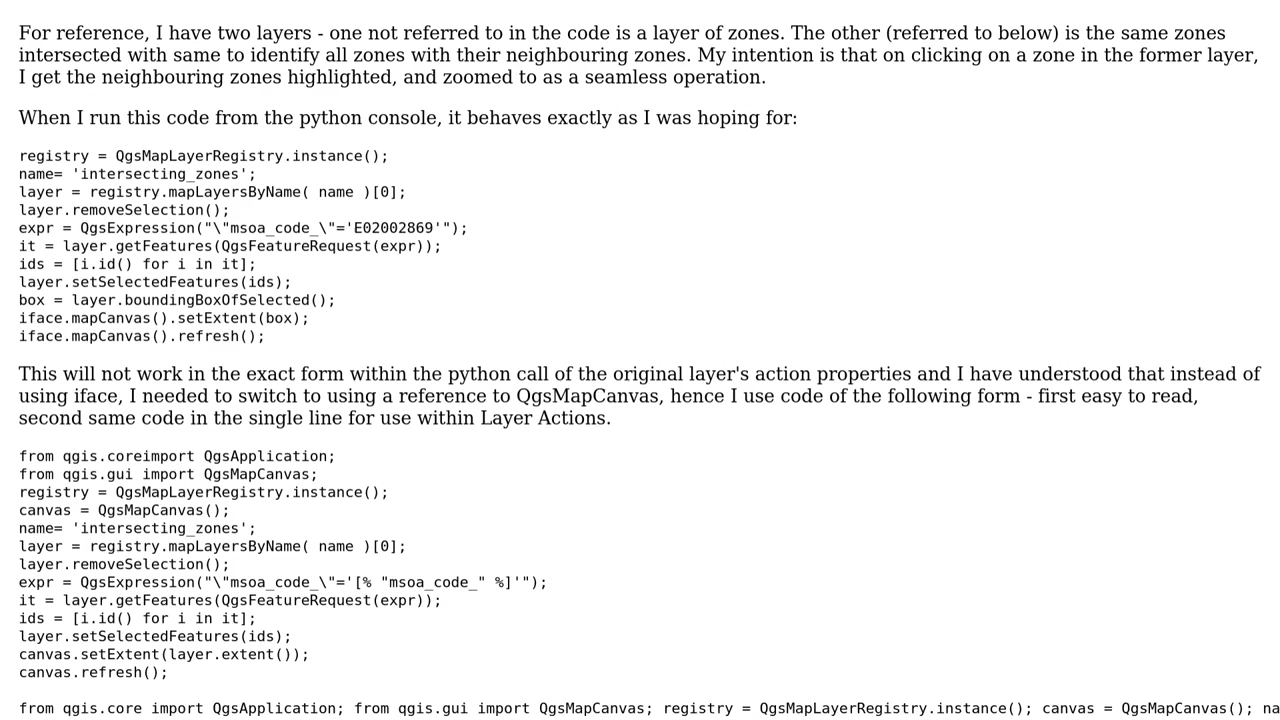 For reference, I have two layers - one not referred to in the code is a layer of zones. The other (referred to below) is the same zones
intersected with same to identify all zones with their neighbouring zones. My intention is that on clicking on a zone in the former layer,
I get the neighbouring zones highlighted, and zoomed to as a seamless operation.
When I run this code from the python console, it behaves exactly as I was hoping for:
registry = QgsMapLayerRegistry.instance();
name= 'intersecting_zones';
layer = registry.mapLayersByName( name )[0];
layer.removeSelection();
expr = QgsExpression("\"msoa_code_\"='E02002869'");
it = layer.getFeatures(QgsFeatureRequest(expr));
ids = [i.id() for i in it];
layer.setSelectedFeatures(ids);
box = layer.boundingBoxOfSelected();
iface.mapCanvas().setExtent(box);
iface.mapCanvas().refresh();
This will not work in the exact form within the python call of the original layer's action properties and I have understood that instead of
using iface, I needed to switch to using a reference to QgsMapCanvas, hence I use code of the following form - first easy to read,
second same code in the single line for use within Layer Actions.
from qgis.coreimport QgsApplication;
from qgis.gui import QgsMapCanvas;
registry = QgsMapLayerRegistry.instance();
canvas = QgsMapCanvas();
name= 'intersecting_zones';
layer = registry.mapLayersByName( name )[0];
layer.removeSelection();
expr = QgsExpression("\"msoa_code_\"='[% "msoa_code_" %]'");
it = layer.getFeatures(QgsFeatureRequest(expr));
ids = [i.id() for i in it];
layer.setSelectedFeatures(ids);
canvas.setExtent(layer.extent());
canvas.refresh();
from qgis.core import QgsApplication; from qgis.gui import QgsMapCanvas; registry = QgsMapLayerRegistry.instance(); canvas = QgsMapCanvas(); na